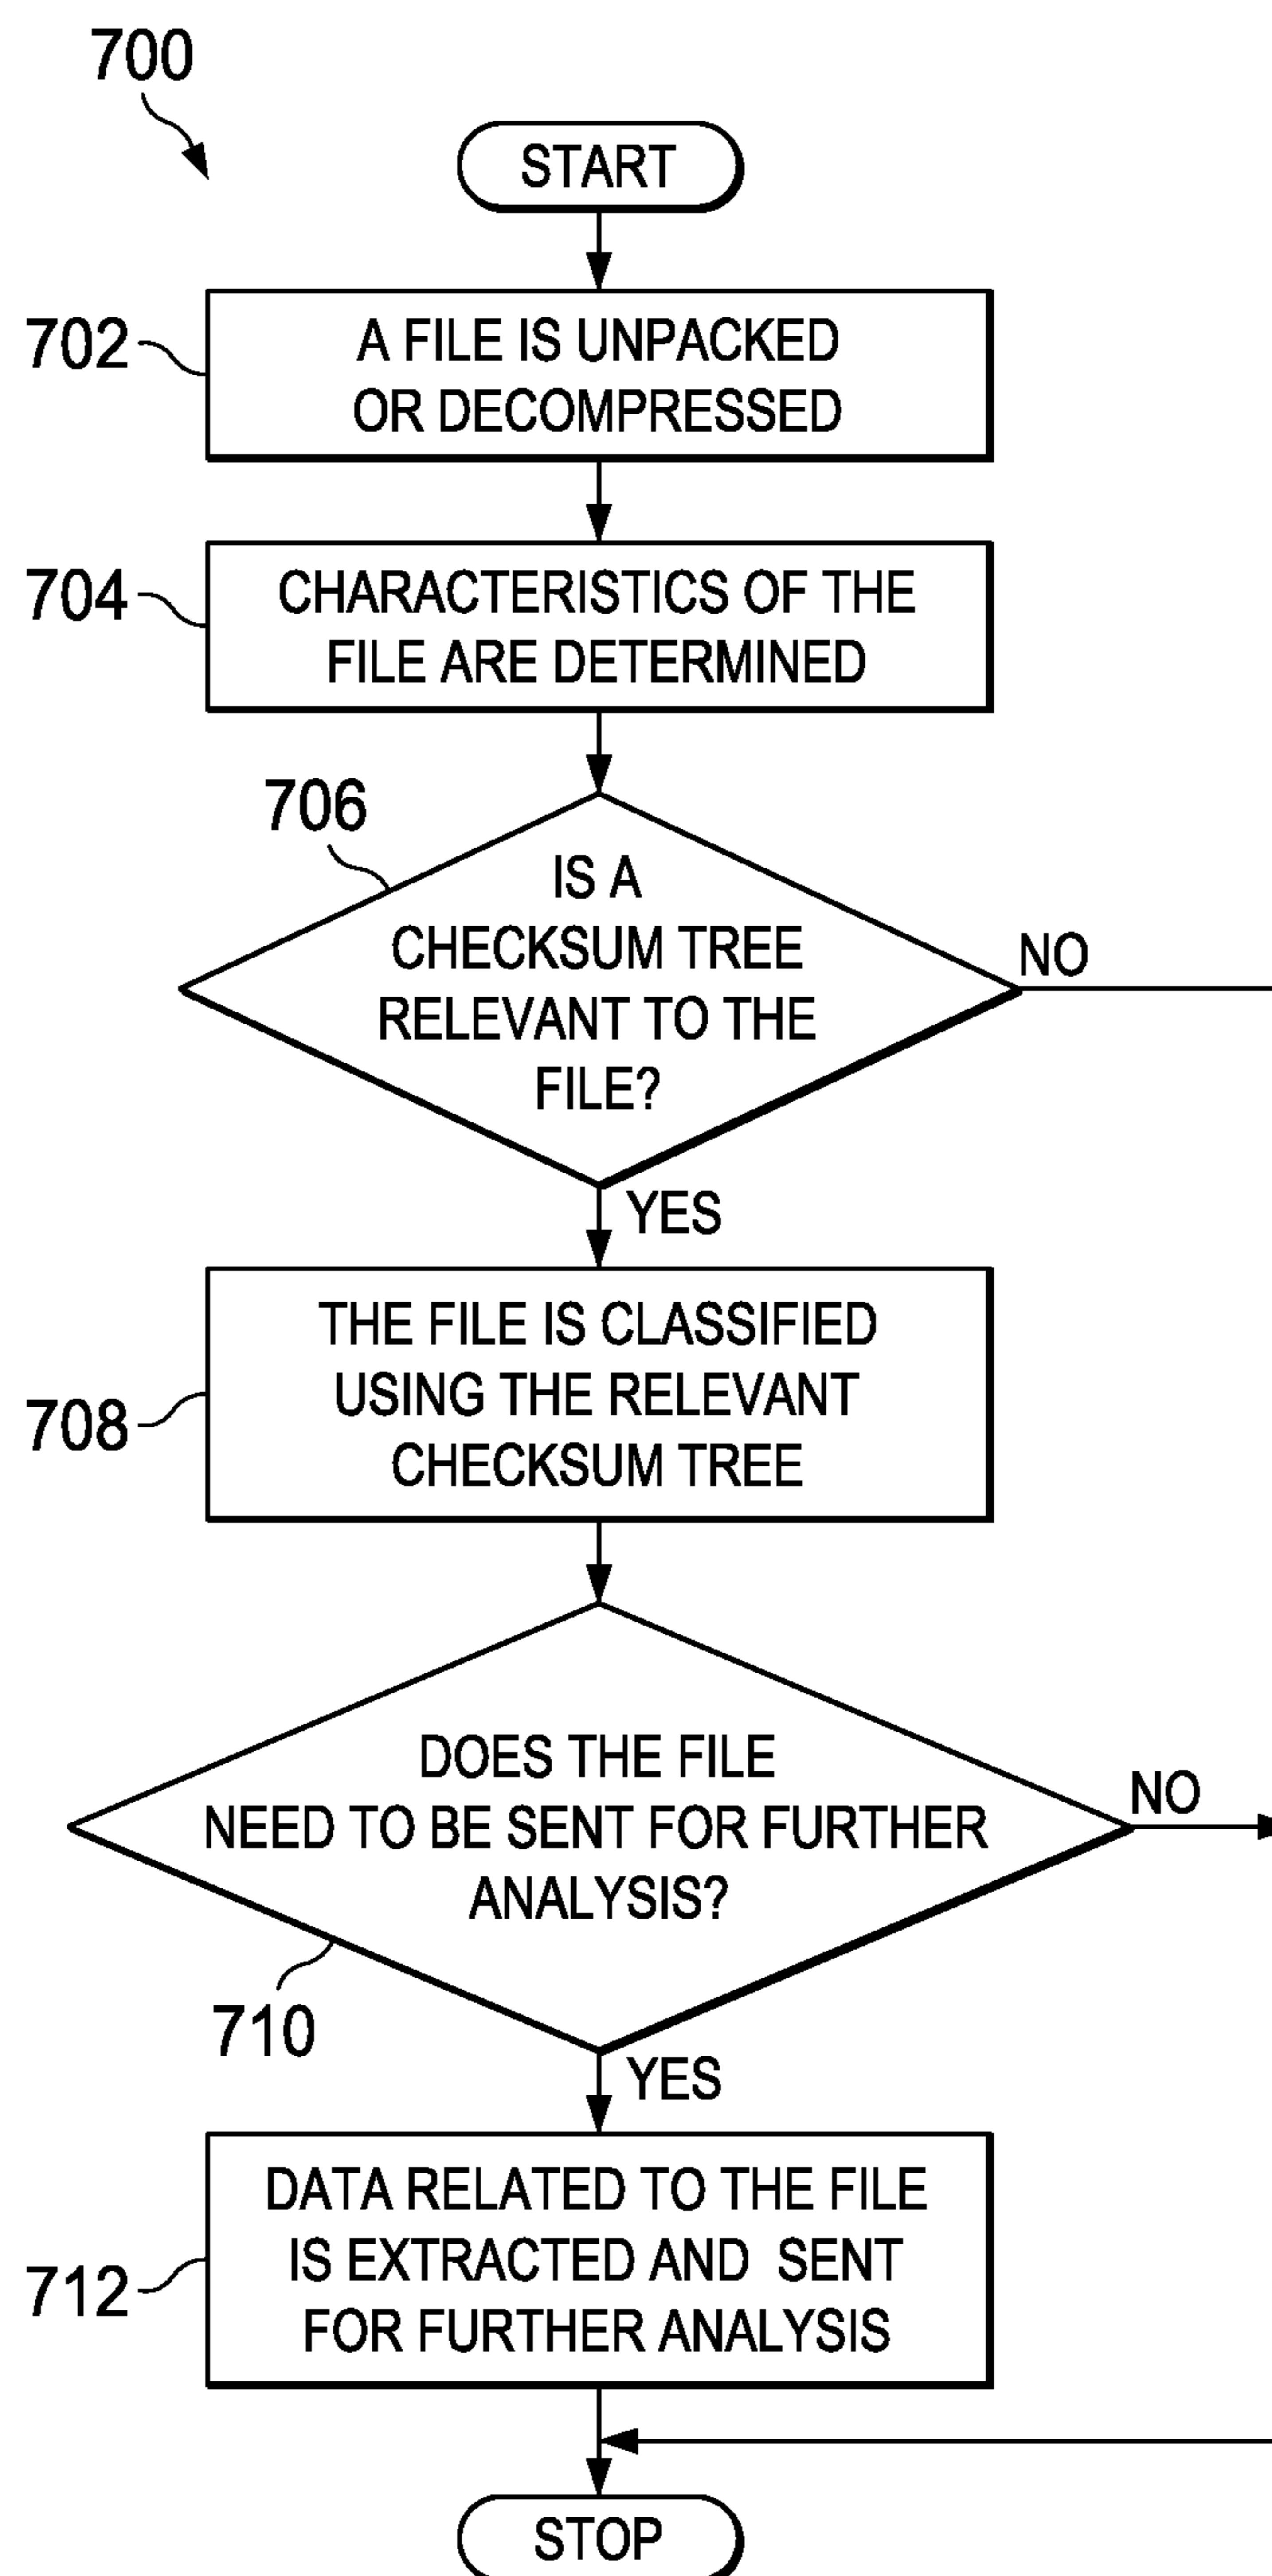 700
START
702
A FILE IS UNPACKED
OR DECOMPRESSED
704
CHARACTERISTICS OF THE
FILE ARE DETERMINED
706
IS A
CHECKSUM TREE
RELEVANT TO THE
FILE?
NO
YES
708
THE FILE IS CLASSIFIED
USING THE RELEVANT
CHECKSUM TREE
DOES THE FILE
NEED TO BE SENT FOR FURTHER
ANALYSIS?
NO
710
YES
712
DATA RELATED TO THE FILE
IS EXTRACTED AND SENT
FOR FURTHER ANALYSIS
STOP